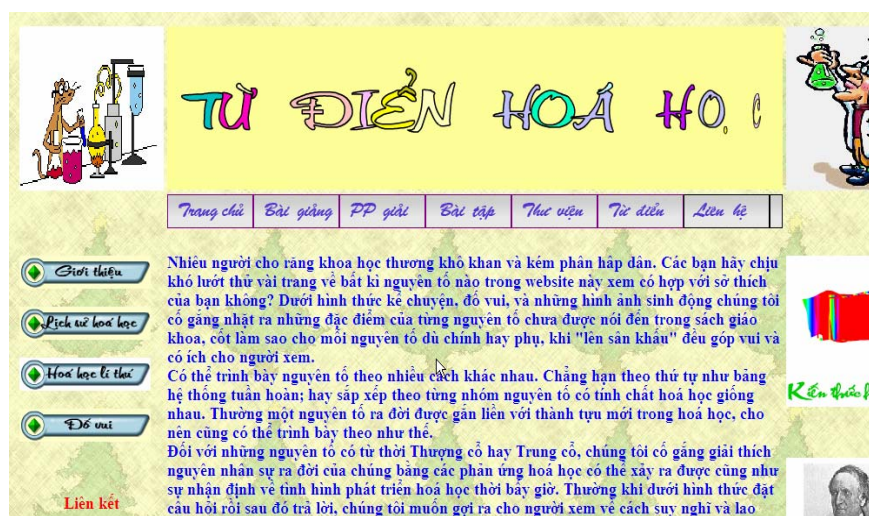 TỪ ĐIỂN HOÁ HỌC
Trang chủ Bài giảng PP giải Bài tập Thư viện Từ điển Liên hệ
Giới thiệu
Lịch sử hoá học
Hoá học lí thú
Đố vui
Liên kết
Nhiều người cho rằng khoa học thường khô khan và kém phần hấp dẫn. Các bạn hãy chịu
khó lướt thử vài trang về bất kì nguyên tố nào trong website này xem có hợp với sở thích
của bạn không? Dưới hình thức kể chuyện, đố vui, và những hình ảnh sinh động chúng tôi
cố gắng nhặt ra những đặc điểm của từng nguyên tố chưa được nói đến trong sách giáo
khoa, cốt làm sao cho mỗi nguyên tố dù chính hay phụ, khi "lên sân khấu" đều góp vui và
có ích cho người xem.
Có thể trình bày nguyên tố theo nhiều cách khác nhau. Chẳng hạn theo thứ tự như bảng
hệ thống tuần hoàn; hay sắp xếp theo từng nhóm nguyên tố có tính chất hoá học giống
nhau. Thường một nguyên tố ra đời được gắn liền với thành tựu mới trong hoá học, cho
nên cũng có thể trình bày theo như thế.
Đối với những nguyên tố có từ thời Thượng cổ hay Trung cổ, chúng tôi cố gắng giải thích
nguyên nhân sự ra đời của chúng bằng các phản ứng hoá học có thể xảy ra được cũng như
sự nhận định về tình hình phát triển hoá học thời bấy giờ. Thường khi dưới hình thức đặt
câu hỏi rồi sau đó trả lời, chúng tôi muốn gợi ra cho người xem về cách suy nghĩ và lao
Kiến thức